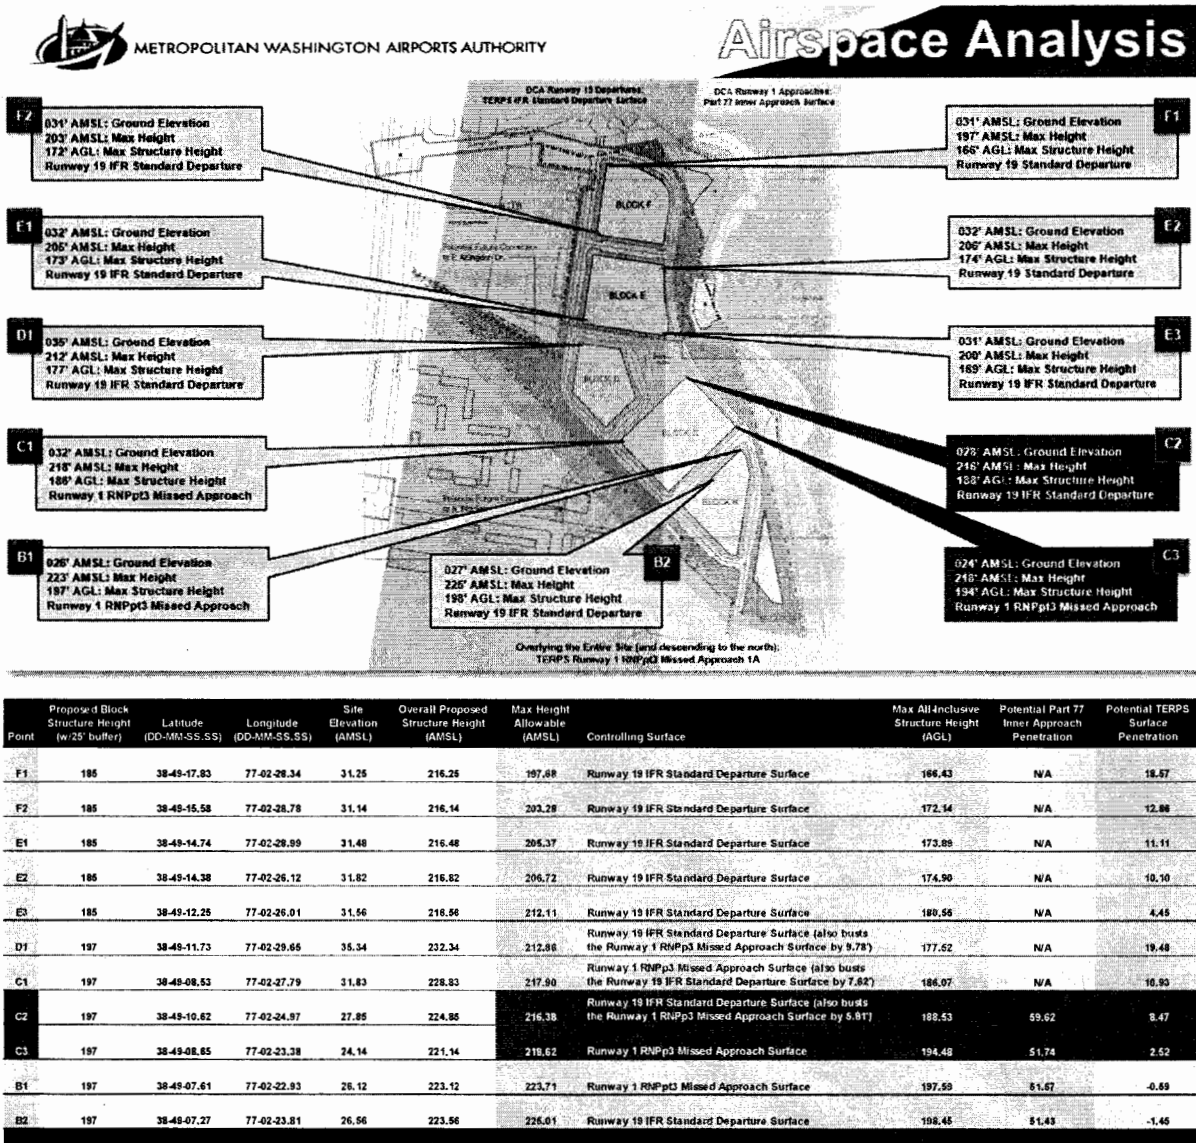 METROPOLITAN WASHINGTON AIRPORTS AUTHORITY
Airspace Analysis
DCA Runway 19 Departures:
TERPS IFR Standard Departure Surface
DCA Runway 1 Approaches:
Part 77 Inner Approach Surface
F2
031' AMSL: Ground Elevation
203' AMSL: Max Height
172' AGL: Max Structure Height
Runway 19 IFR Standard Departure
F1
031' AMSL: Ground Elevation
197' AMSL: Max Height
166' AGL: Max Structure Height
Runway 19 Standard Departure
E1
032' AMSL: Ground Elevation
205' AMSL: Max Height
173' AGL: Max Structure Height
Runway 19 IFR Standard Departure
E2
032' AMSL: Ground Elevation
206' AMSL: Max Height
174' AGL: Max Structure Height
Runway 19 Standard Departure
D1
035' AMSL: Ground Elevation
212' AMSL: Max Height
177' AGL: Max Structure Height
Runway 19 IFR Standard Departure
E3
031' AMSL: Ground Elevation
200' AMSL: Max Height
169' AGL: Max Structure Height
Runway 19 IFR Standard Departure
C1
032' AMSL: Ground Elevation
218' AMSL: Max Height
186' AGL: Max Structure Height
Runway 1 RNPpt3 Missed Approach
C2
028' AMSL: Ground Elevation
216' AMSL: Max Height
188' AGL: Max Structure Height
Runway 19 IFR Standard Departure
B1
026' AMSL: Ground Elevation
223' AMSL: Max Height
197' AGL: Max Structure Height
Runway 1 RNPpt3 Missed Approach
B2
027' AMSL: Ground Elevation
225' AMSL: Max Height
198' AGL: Max Structure Height
Runway 19 IFR Standard Departure
C3
024' AMSL: Ground Elevation
218' AMSL: Max Height
194' AGL: Max Structure Height
Runway 1 RNPpt3 Missed Approach
BLOCK F
BLOCK E
BLOCK D
BLOCK
BLOCK
Overlying the Entire Site (and descending to the north):
TERPS Runway 1 RNPpt3 Missed Approach 1A
Point Proposed Block Structure Height (w/25' buffer) Latitude (DD-MM-SS.SS) Longitude (DD-MM-SS.SS) Site Elevation (AMSL) Overall Proposed Structure Height (AMSL) Max Height Allowable (AMSL) Controlling Surface Max All-Inclusive Structure Height (AGL) Potential Part 77 Inner Approach Penetration Potential TERPS Surface Penetration
F1 185 38-49-17.83 77-02-28.34 31.25 216.25 197.68 Runway 19 IFR Standard Departure Surface 166.43 N/A 18.57
F2 185 38-49-15.58 77-02-28.78 31.14 216.14 203.28 Runway 19 IFR Standard Departure Surface 172.14 N/A 12.86
E1 185 38-49-14.74 77-02-28.99 31.48 216.48 205.37 Runway 19 IFR Standard Departure Surface 173.89 N/A 11.11
E2 185 38-49-14.38 77-02-26.12 31.82 216.82 206.72 Runway 19 IFR Standard Departure Surface 174.90 N/A 10.10
E3 185 38-49-12.25 77-02-26.01 31.56 216.56 212.11 Runway 19 IFR Standard Departure Surface 180.55 N/A 4.45
D1 197 38-49-11.73 77-02-29.65 35.34 232.34 212.86 Runway 19 IFR Standard Departure Surface (also busts the Runway 1 RNPp3 Missed Approach Surface by 9.78') 177.52 N/A 19.48
C1 197 38-49-08.53 77-02-27.79 31.83 228.83 217.90 Runway 1 RNPp3 Missed Approach Surface (also busts the Runway 19 IFR Standard Departure Surface by 7.62') 186.07 N/A 10.93
C2 197 38-49-10.62 77-02-24.97 27.85 224.85 216.38 Runway 19 IFR Standard Departure Surface (also busts the Runway 1 RNPp3 Missed Approach Surface by 5.81') 188.53 59.62 8.47
C3 197 38-49-08.65 77-02-23.38 24.14 221.14 218.62 Runway 1 RNPp3 Missed Approach Surface 194.48 51.74 2.52
B1 197 38-49-07.61 77-02-22.93 26.12 223.12 223.71 Runway 1 RNPpt3 Missed Approach Surface 197.59 51.57 -0.59
B2 197 38-49-07.27 77-02-23.81 26.56 223.56 225.01 Runway 19 IFR Standard Departure Surface 198.45 51.43 -1.45